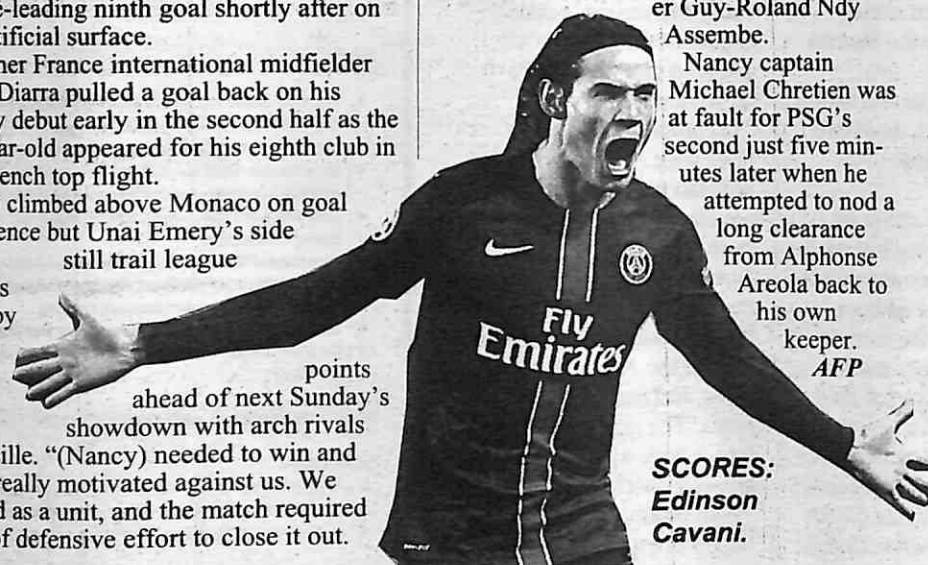 -leading ninth goal shortly after on
ificial surface.
er France international midfielder
Diarra pulled a goal back on his
debut early in the second half as the
ar-old appeared for his eighth club in
ench top flight.
climbed above Monaco on goal
ence but Unai Emery's side
still trail league
s
by
points
ahead of next Sunday's
showdown with arch rivals
ille. "(Nancy) needed to win and
eally motivated against us. We
d as a unit, and the match required
f defensive effort to close it out.
er Guy-Roland Ndy
Assembe.
Nancy captain
Michael Chretien was
at fault for PSG's
second just five min-
utes later when he
attempted to nod a
long clearance
from Alphonse
Areola back to
his own
keeper.
AFP
Fly
Emirates
SCORES:
Edinson
Cavani.